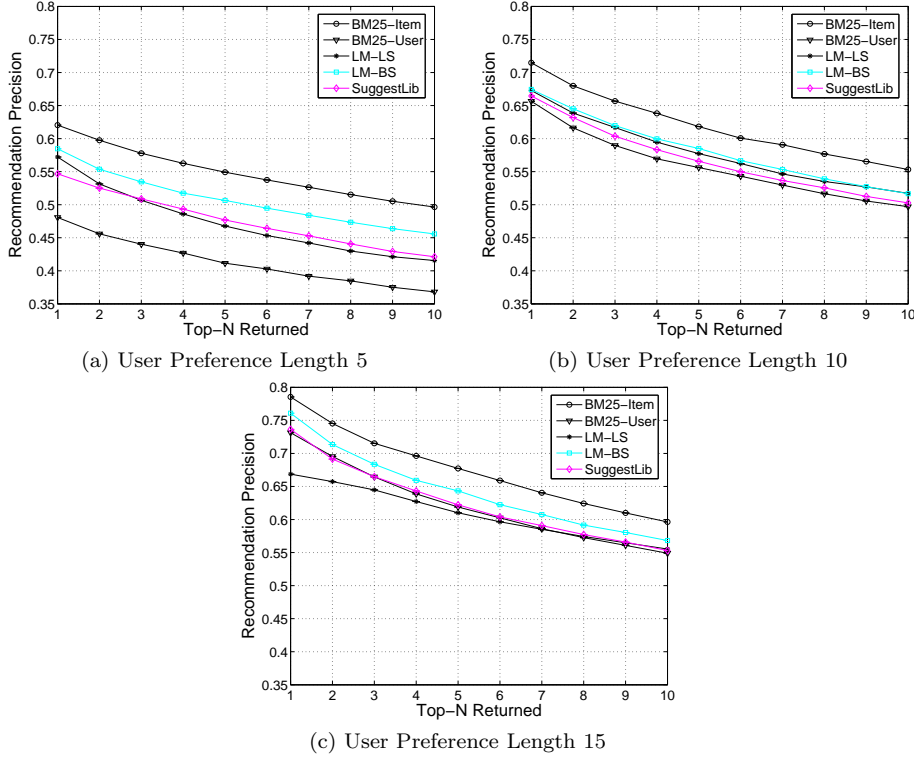 0.8
0.75
0.7
0.65
0.6
0.55
0.5
0.45
0.4
0.35
Recommendation Precision
BM25−Item
BM25−User
LM−LS
LM−BS
SuggestLib
1 2 3 4 5 6 7 8 9 10
Top−N Returned
(a) User Preference Length 5
0.8
0.75
0.7
0.65
0.6
0.55
0.5
0.45
0.4
0.35
Recommendation Precision
BM25−Item
BM25−User
LM−LS
LM−BS
SuggestLib
1 2 3 4 5 6 7 8 9 10
Top−N Returned
(b) User Preference Length 10
0.8
0.75
0.7
0.65
0.6
0.55
0.5
0.45
0.4
0.35
Recommendation Precision
BM25−Item
BM25−User
LM−LS
LM−BS
SuggestLib
1 2 3 4 5 6 7 8 9 10
Top−N Returned
(c) User Preference Length 15